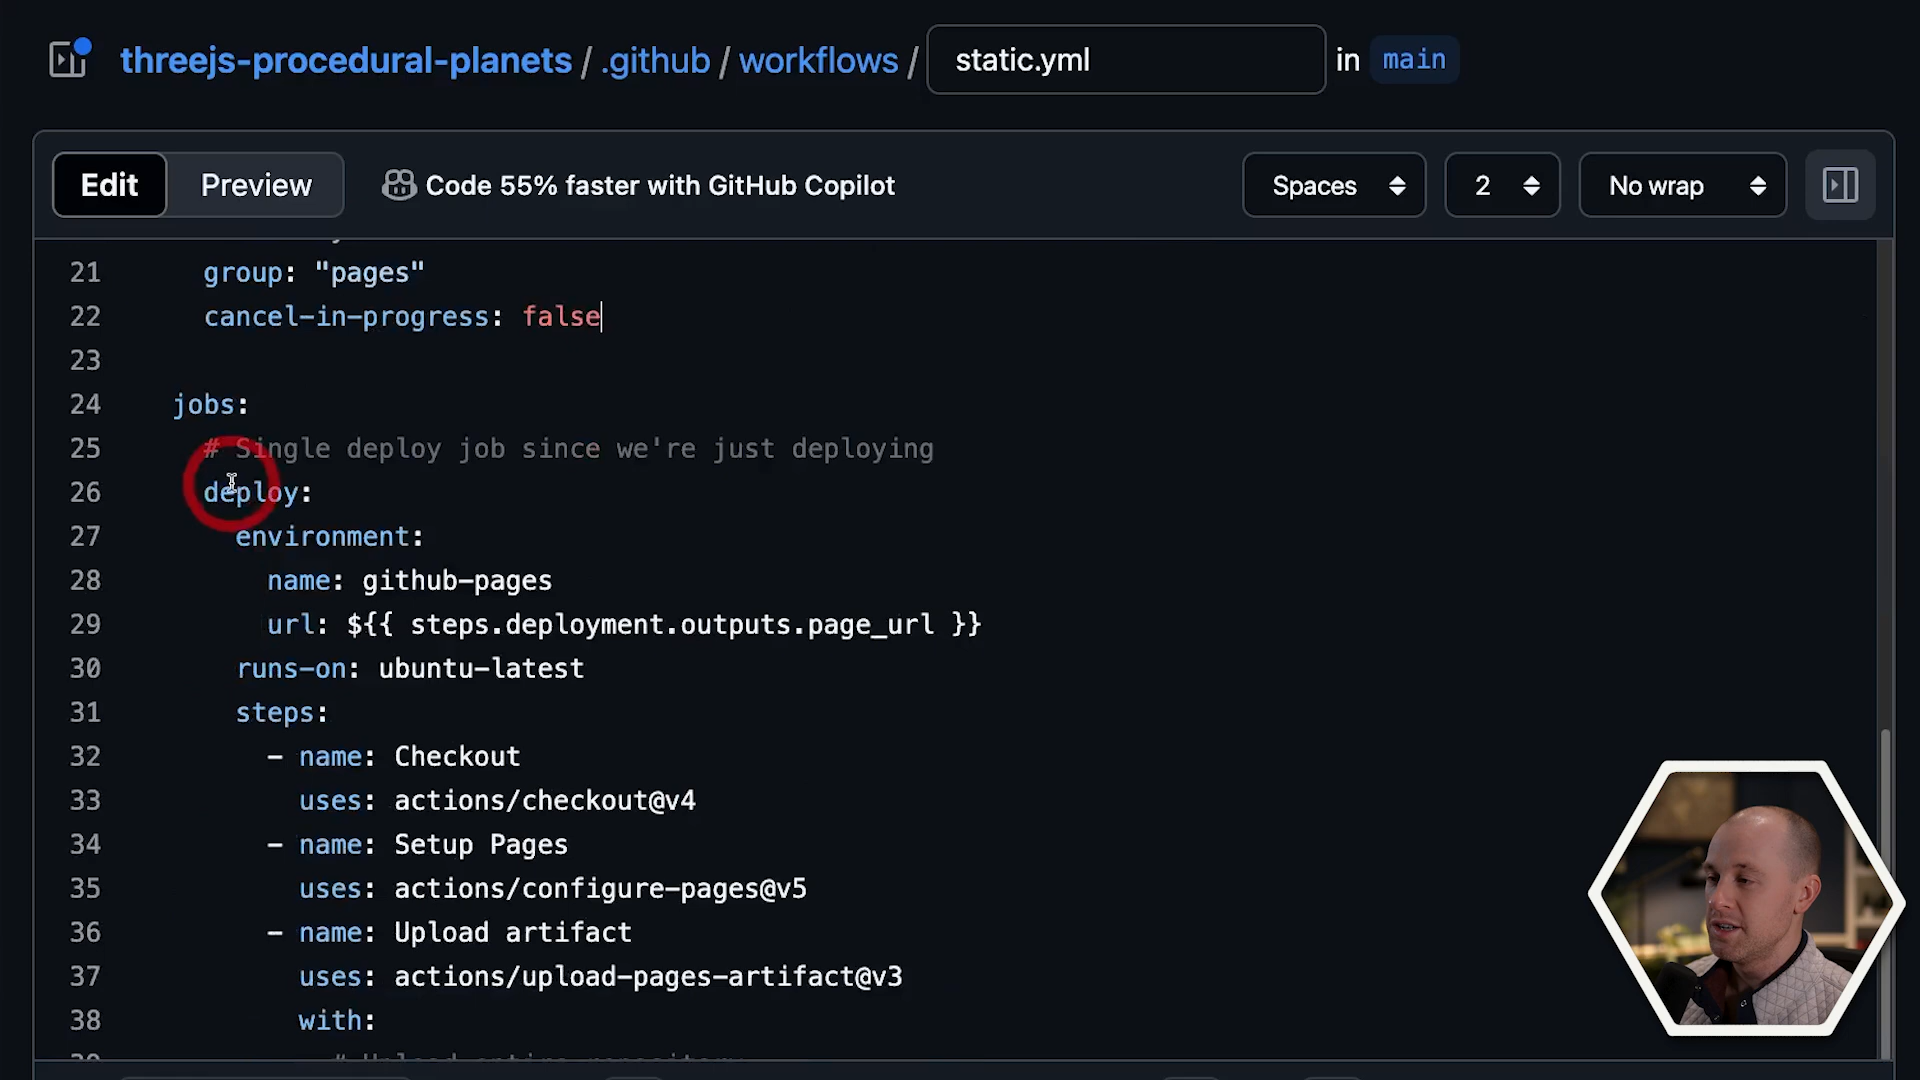 threejs-procedural-planets / .github / workflows / static.yml in main
Edit Preview Code 55% faster with GitHub Copilot Spaces 2 No wrap
21 group: "pages"
22 cancel-in-progress: false
23
24 jobs:
25 # Single deploy job since we're just deploying
26 deploy:
27 environment:
28 name: github-pages
29 url: ${{ steps.deployment.outputs.page_url }}
30 runs-on: ubuntu-latest
31 steps:
32 - name: Checkout
33 uses: actions/checkout@v4
34 - name: Setup Pages
35 uses: actions/configure-pages@v5
36 - name: Upload artifact
37 uses: actions/upload-pages-artifact@v3
38 with:
39 # Upload entire repository